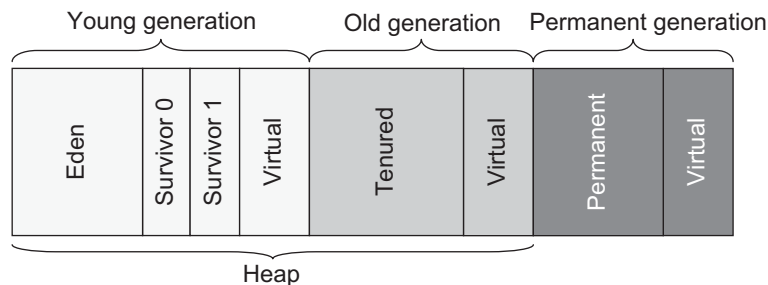 Young generation
Old generation
Permanent generation
Eden
Survivor 0
Survivor 1
Virtual
Tenured
Virtual
Permanent
Virtual
Heap